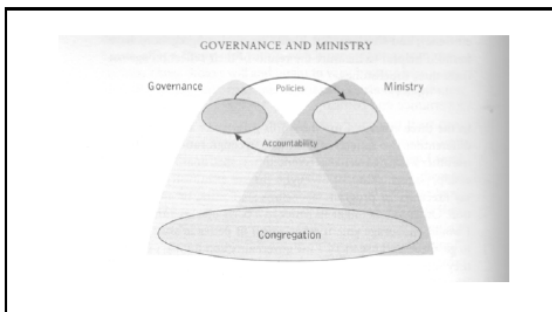 GOVERNANCE AND MINISTRY
Governance
Policies
Ministry
Accountability
Congregation